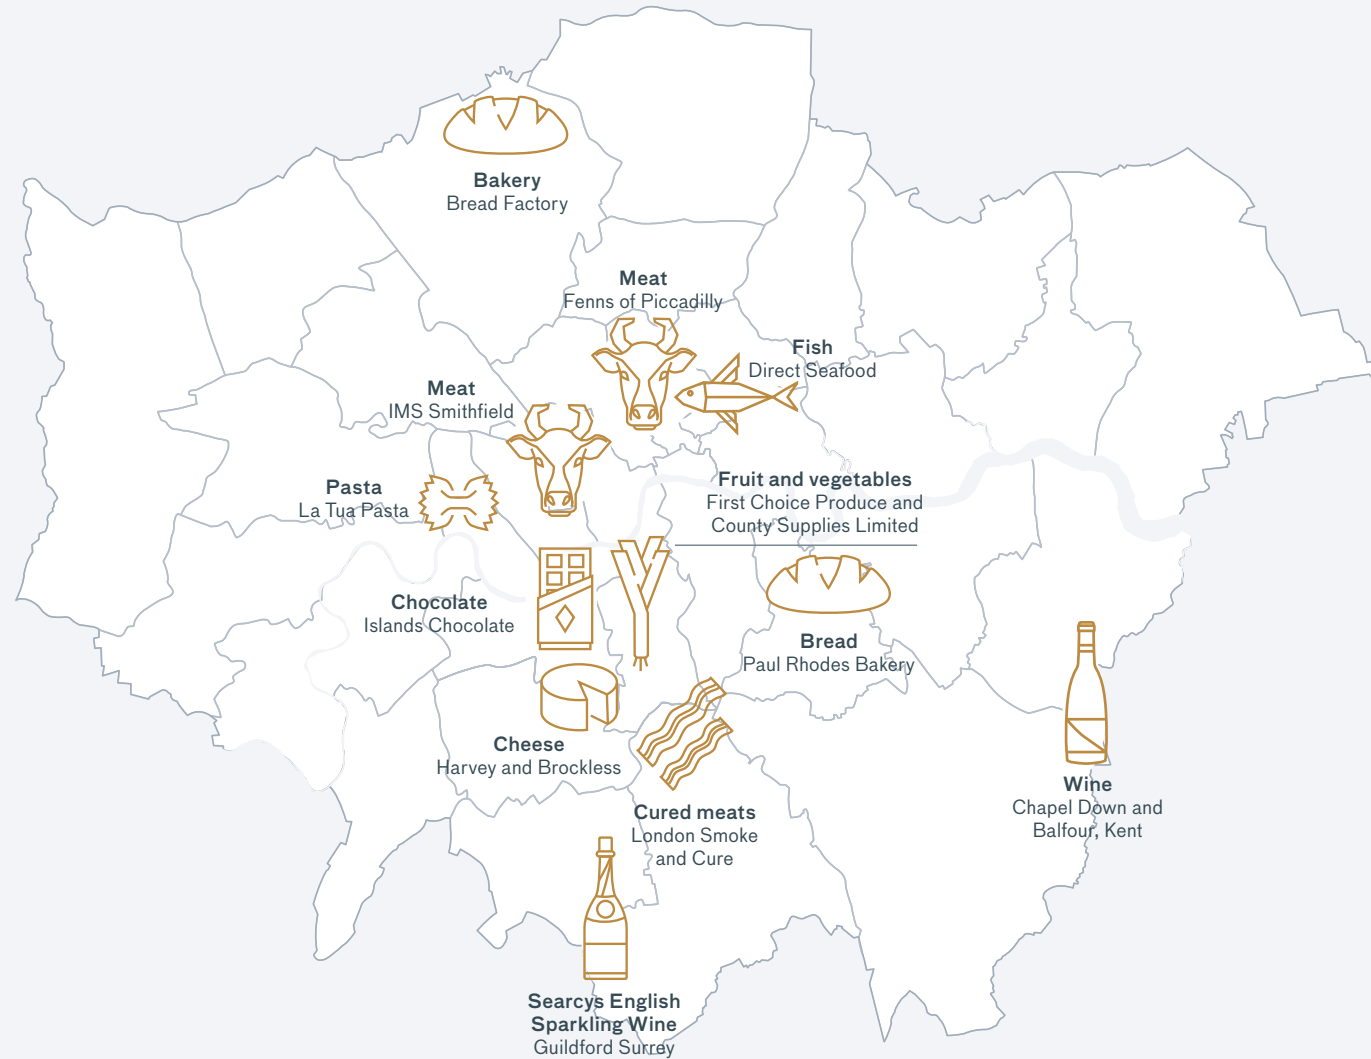 Bakery
Bread Factory
Meat
Fenns of Piccadilly
Fish
Direct Seafood
Meat
IMS Smithfield
Pasta
La Tua Pasta
Fruit and vegetables
First Choice Produce and
County Supplies Limited
Chocolate
Islands Chocolate
Bread
Paul Rhodes Bakery
Cheese
Harvey and Brockless
Cured meats
London Smoke
and Cure
Wine
Chapel Down and
Balfour, Kent
Searcys English
Sparkling Wine
Guildford Surrey